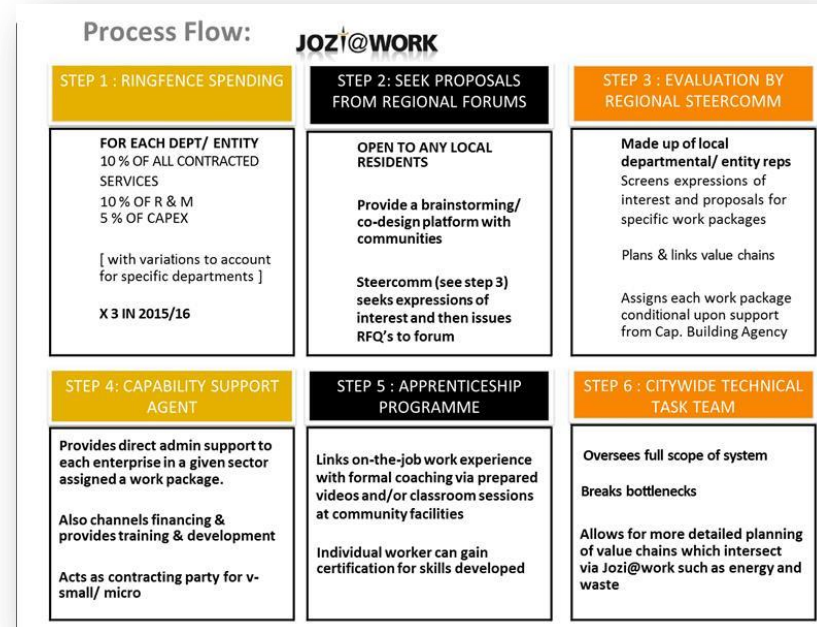 Process Flow:
JOZI@WORK
STEP 1 : RINGFENCE SPENDING
FOR EACH DEPT/ ENTITY
10 % OF ALL CONTRACTED
SERVICES
10 % OF R & M
5 % OF CAPEX
[ with variations to account
for specific departments ]
X 3 IN 2015/16
STEP 2: SEEK PROPOSALS
FROM REGIONAL FORUMS
OPEN TO ANY LOCAL
RESIDENTS
Provide a brainstorming/
co-design platform with
communities
Steercomm (see step 3)
seeks expressions of
interest and then issues
RFQ's to forum
STEP 3 : EVALUATION BY
REGIONAL STEERCOMM
Made up of local
departmental/ entity reps
Screens expressions of
interest and proposals for
specific work packages
Plans & links value chains
Assigns each work package
conditional upon support
from Cap. Building Agency
STEP 4: CAPABILITY SUPPORT
AGENT
Provides direct admin support to
each enterprise in a given sector
assigned a work package.
Also channels financing &
provides training & development
Acts as contracting party for v-
small/ micro
STEP 5 : APPRENTICESHIP
PROGRAMME
Links on-the-job work experience
with formal coaching via prepared
videos and/or classroom sessions
at community facilities
Individual worker can gain
certification for skills developed
STEP 6 : CITYWIDE TECHNICAL
TASK TEAM
Oversees full scope of system
Breaks bottlenecks
Allows for more detailed planning
of value chains which intersect
via Jozi@work such as energy and
waste